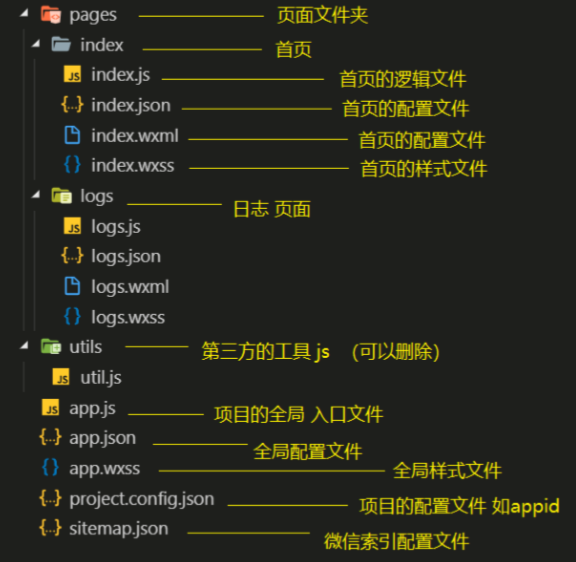 pages 页面文件夹
index 首页
JS index.js 首页的逻辑文件
{..} index.json 首页的配置文件
index.wxml 首页的配置文件
{} index.wxss 首页的样式文件
logs 日志 页面
JS logs.js
{..} logs.json
logs.wxml
{} logs.wxss
utils 第三方的工具 js （可以删除）
JS util.js
JS app.js 项目的全局 入口文件
{..} app.json 全局配置文件
{} app.wxss 全局样式文件
{..} project.config.json 项目的配置文件 如appid
{..} sitemap.json 微信索引配置文件